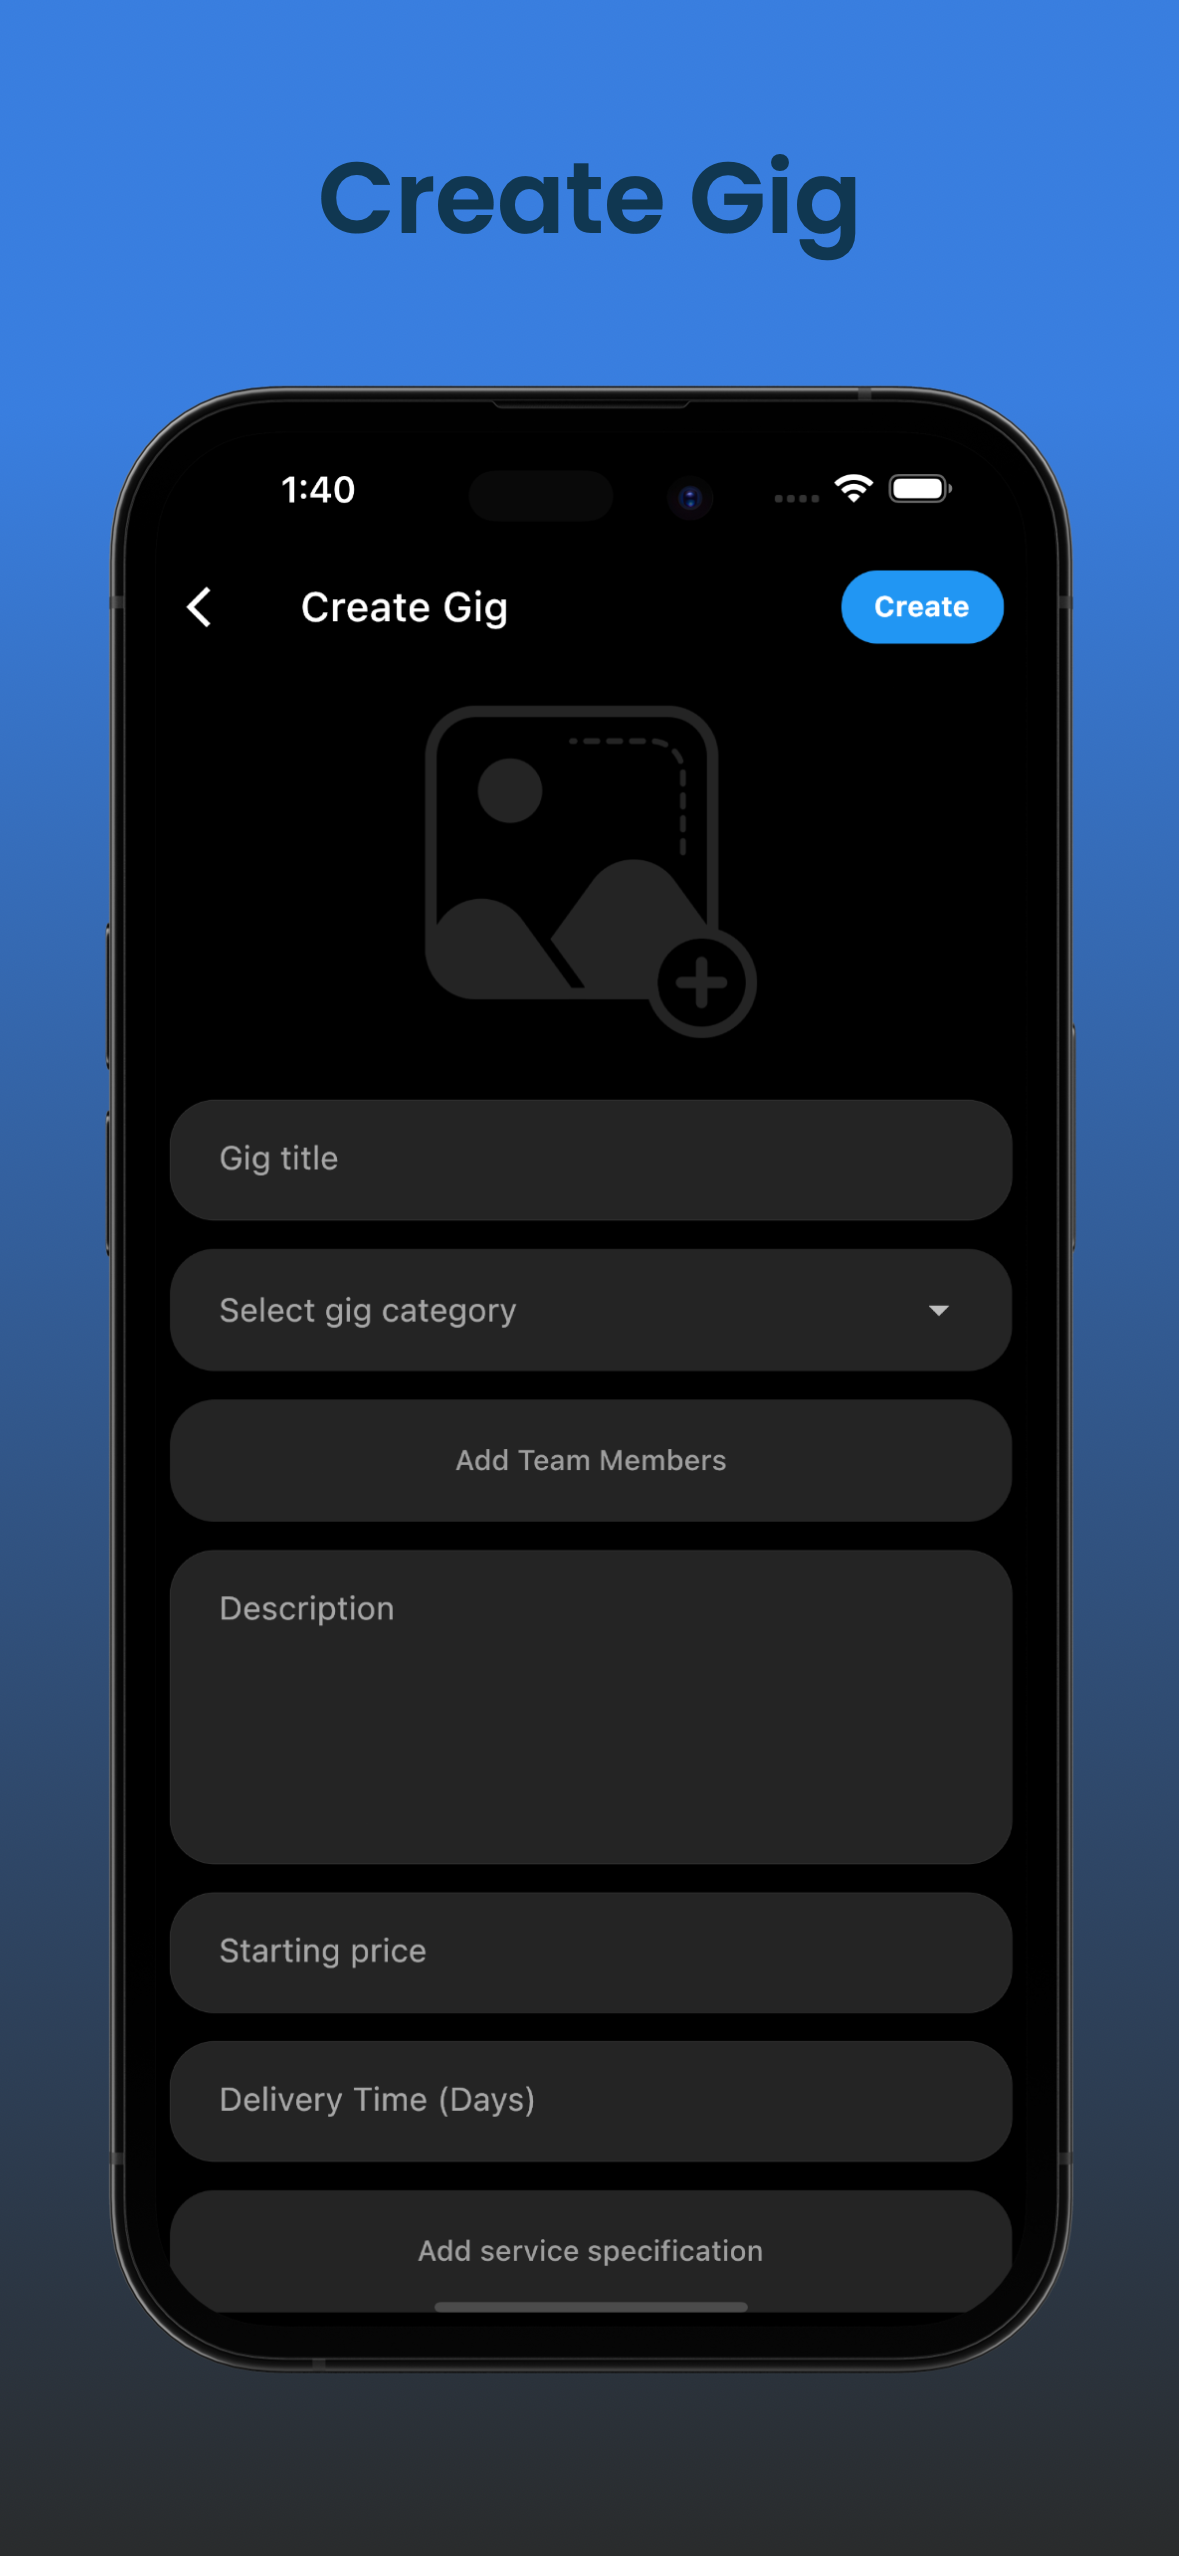 Create Gig
1:40
Create Gig
Create
Gig title
Select gig category
Add Team Members
Description
Starting price
Delivery Time (Days)
Add service specification